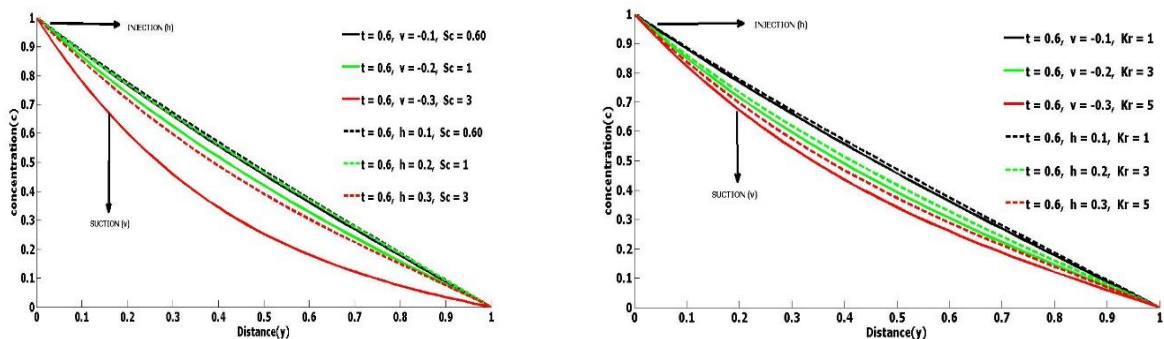 INJECTION (h)
t = 0.6, v = -0.1, Sc = 0.60
t = 0.6, v = -0.2, Sc = 1
t = 0.6, v = -0.3, Sc = 3
t = 0.6, h = 0.1, Sc = 0.60
t = 0.6, h = 0.2, Sc = 1
t = 0.6, h = 0.3, Sc = 3
SUCTION (v)
concentration(c)
1
0.9
0.8
0.7
0.6
0.5
0.4
0.3
0.2
0.1
0
0 0.1 0.2 0.3 0.4 0.5 0.6 0.7 0.8 0.9 1
Distance(y)
INJECTION (h)
t = 0.6, v = -0.1, Kr = 1
t = 0.6, v = -0.2, Kr = 3
t = 0.6, v = -0.3, Kr = 5
t = 0.6, h = 0.1, Kr = 1
t = 0.6, h = 0.2, Kr = 3
t = 0.6, h = 0.3, Kr = 5
SUCTION (v)
concentration(c)
1
0.9
0.8
0.7
0.6
0.5
0.4
0.3
0.2
0.1
0
0 0.1 0.2 0.3 0.4 0.5 0.6 0.7 0.8 0.9 1
Distance(y)